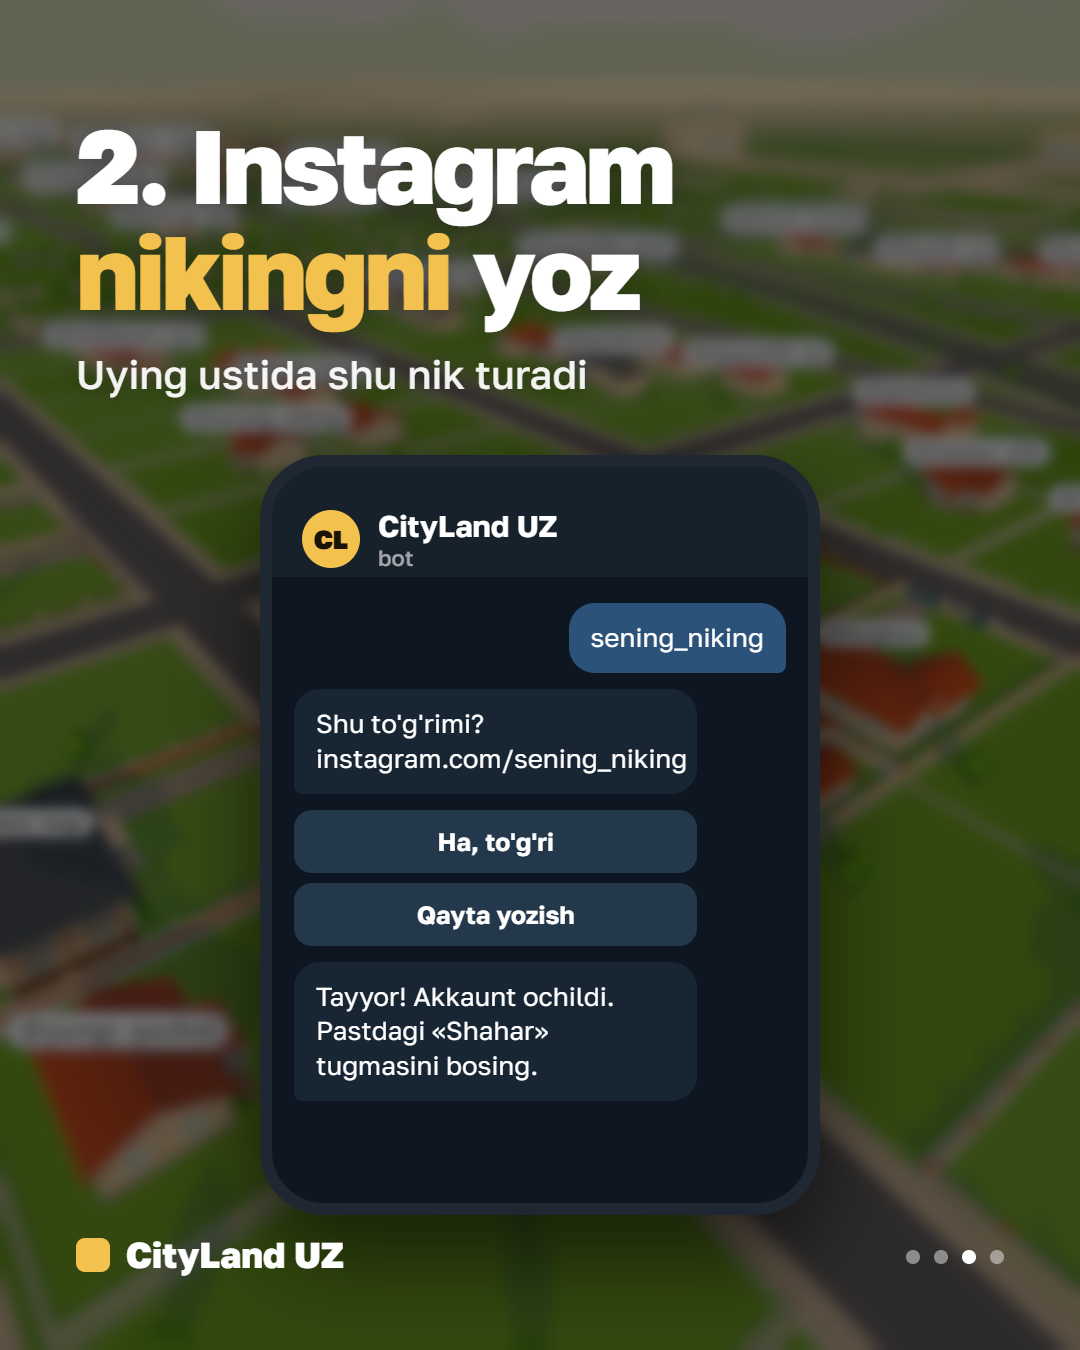 2. Instagram
nikingni yoz
Uying ustida shu nik turadi
CL
CityLand UZ
bot
sening_niking
Shu to'g'rimi?
instagram.com/sening_niking
Ha, to'g'ri
Qayta yozish
Tayyor! Akkaunt ochildi.
Pastdagi «Shahar»
tugmasini bosing.
CityLand UZ